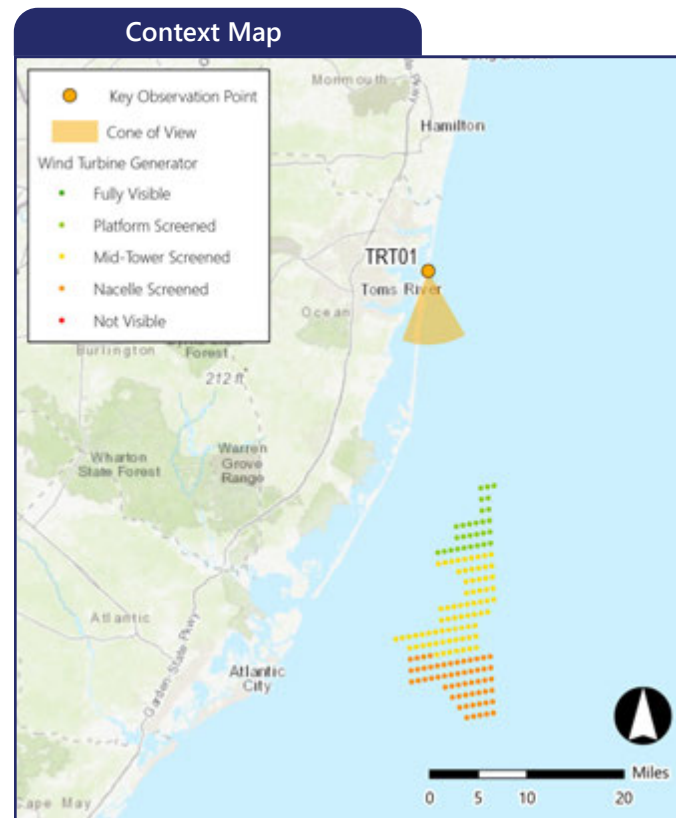 Context Map
Monmouth
Key Observation Point
Cone of View
Wind Turbine Generator
Fully Visible
Platform Screened
Mid-Tower Screened
Nacelle Screened
Not Visible
Hamilton
TRT01
Toms River
Ocean
Burlington
Forest
212 ft
Wharton
State Forest
Warren
Grove
Range
Atlantic
Garden State Pkwy
Atlantic
City
Cape May
Miles
0 5 10 20